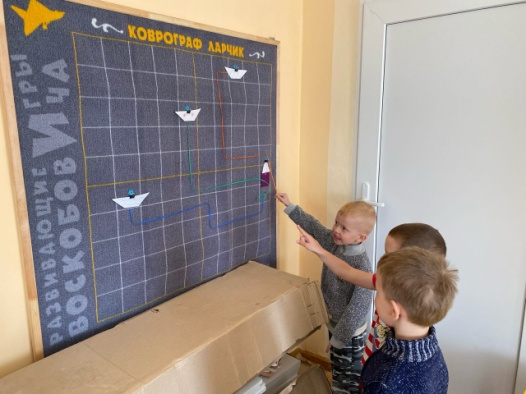 КОВРОГРАФ ЛАРЧИК
РАЗВИВАЮЩИЕ ИГРЫ
ВОСКОБОВИЧА